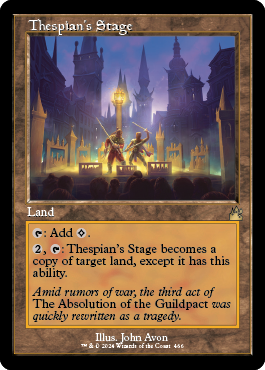 Thespian's Stage
Land
: Add .
2, : Thespian's Stage becomes a
copy of target land, except it has this
ability.
Amid rumors of war, the third act of
The Absolution of the Guildpact was
quickly rewritten as a tragedy.
Illus. John Avon
™ & © 2024 Wizards of the Coast 466